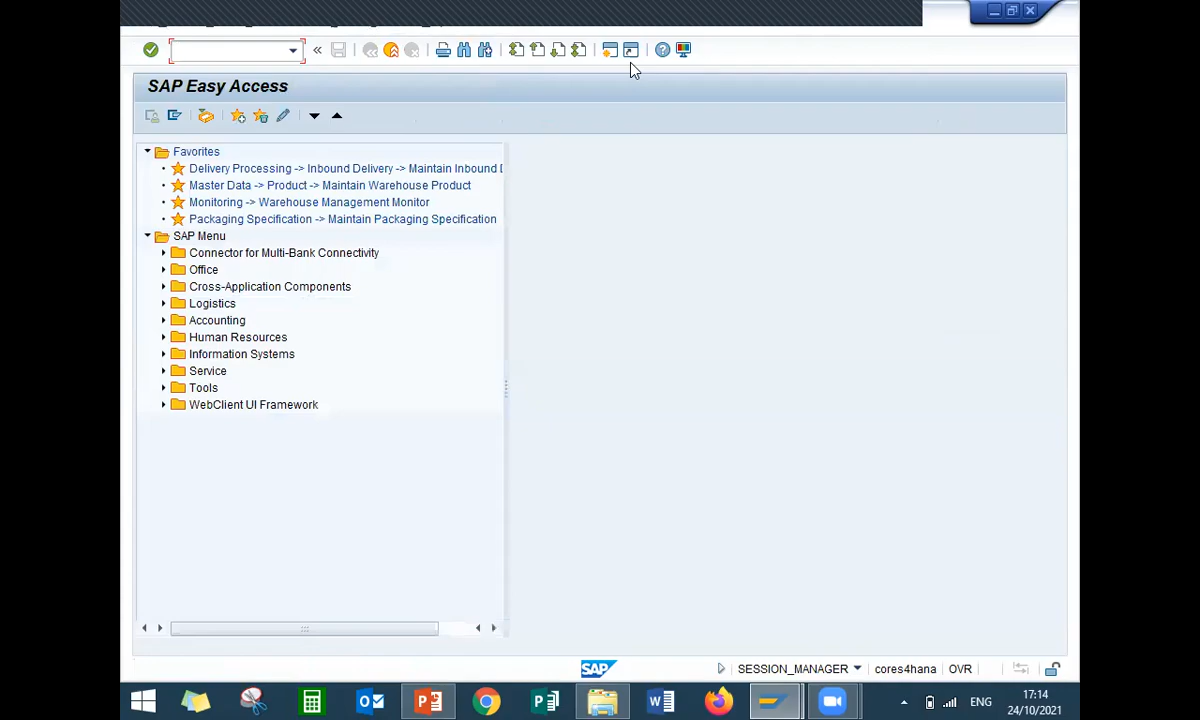 SAP Easy Access
Favorites
Delivery Processing -> Inbound Delivery -> Maintain Inbound
Master Data -> Product -> Maintain Warehouse Product
Monitoring -> Warehouse Management Monitor
Packaging Specification -> Maintain Packaging Specification
SAP Menu
Connector for Multi-Bank Connectivity
Office
Cross-Application Components
Logistics
Accounting
Human Resources
Information Systems
Service
Tools
WebClient UI Framework
SAP
SESSION_MANAGER
cores4hana
OVR
ENG
17:14
24/10/2021